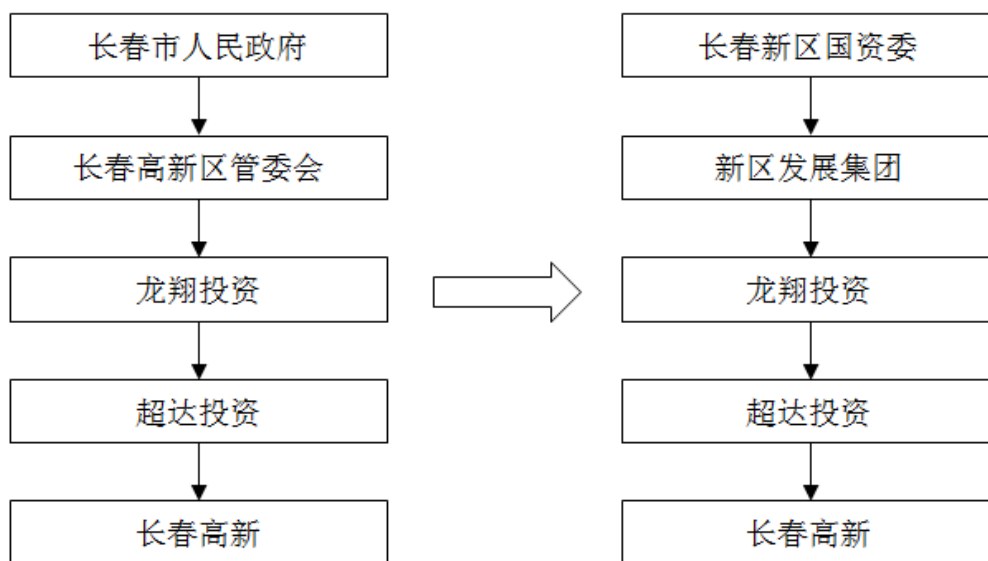 长春市人民政府
长春高新区管委会
龙翔投资
超达投资
长春高新
长春新区国资委
新区发展集团
龙翔投资
超达投资
长春高新